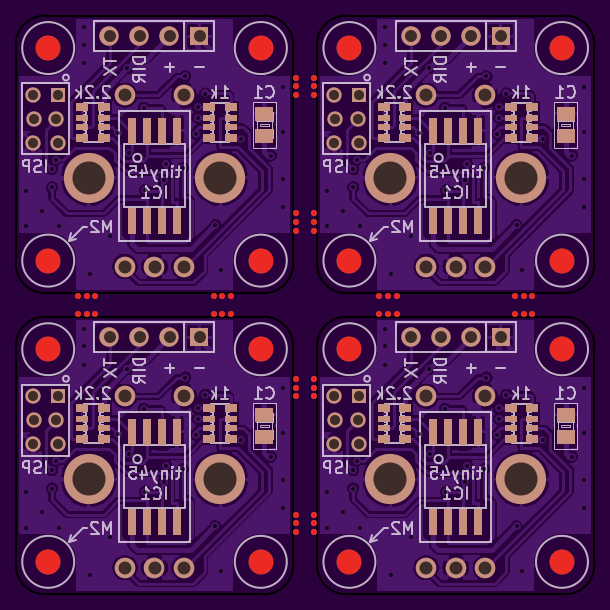 TX DIR + −
2.2k 1k C1
ISP tiny45
IC1
M2
TX DIR + −
2.2k 1k C1
ISP tiny45
IC1
M2
TX DIR + −
2.2k 1k C1
ISP tiny45
IC1
M2
TX DIR + −
2.2k 1k C1
ISP tiny45
IC1
M2